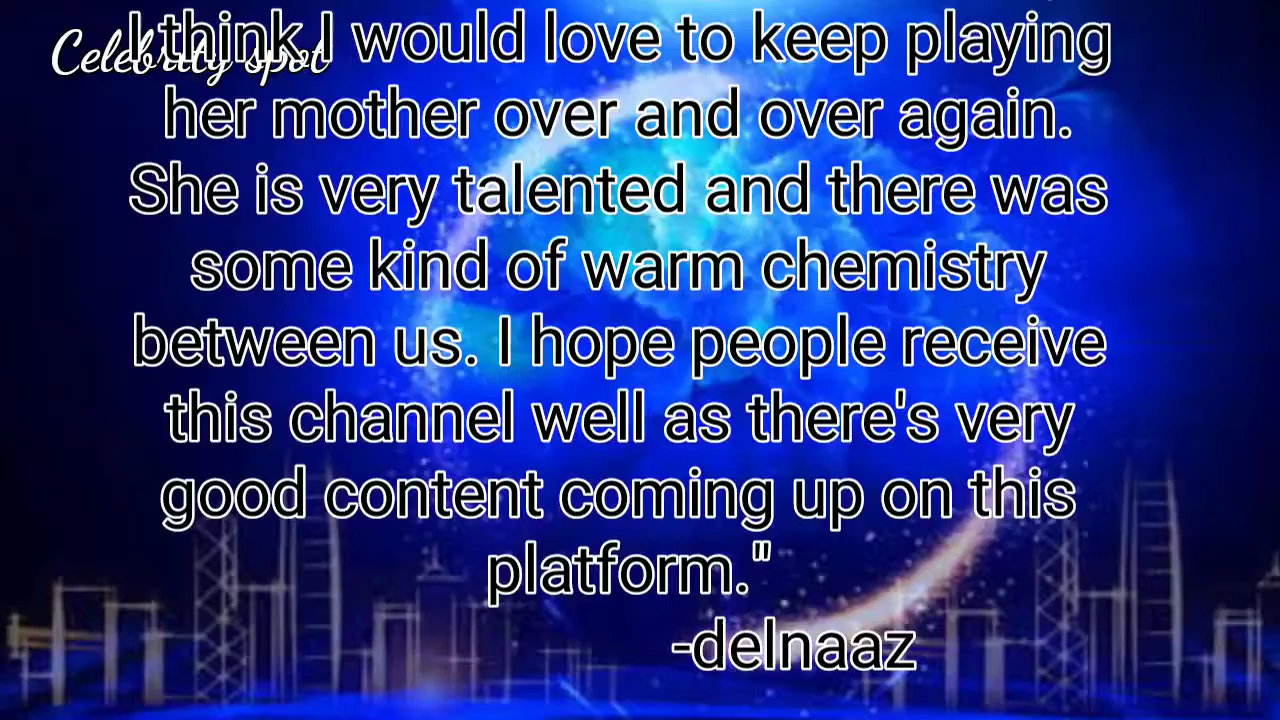 Celebrity spot
I think I would love to keep playing
her mother over and over again.
She is very talented and there was
some kind of warm chemistry
between us. I hope people receive
this channel well as there's very
good content coming up on this
platform."
-delnaaz